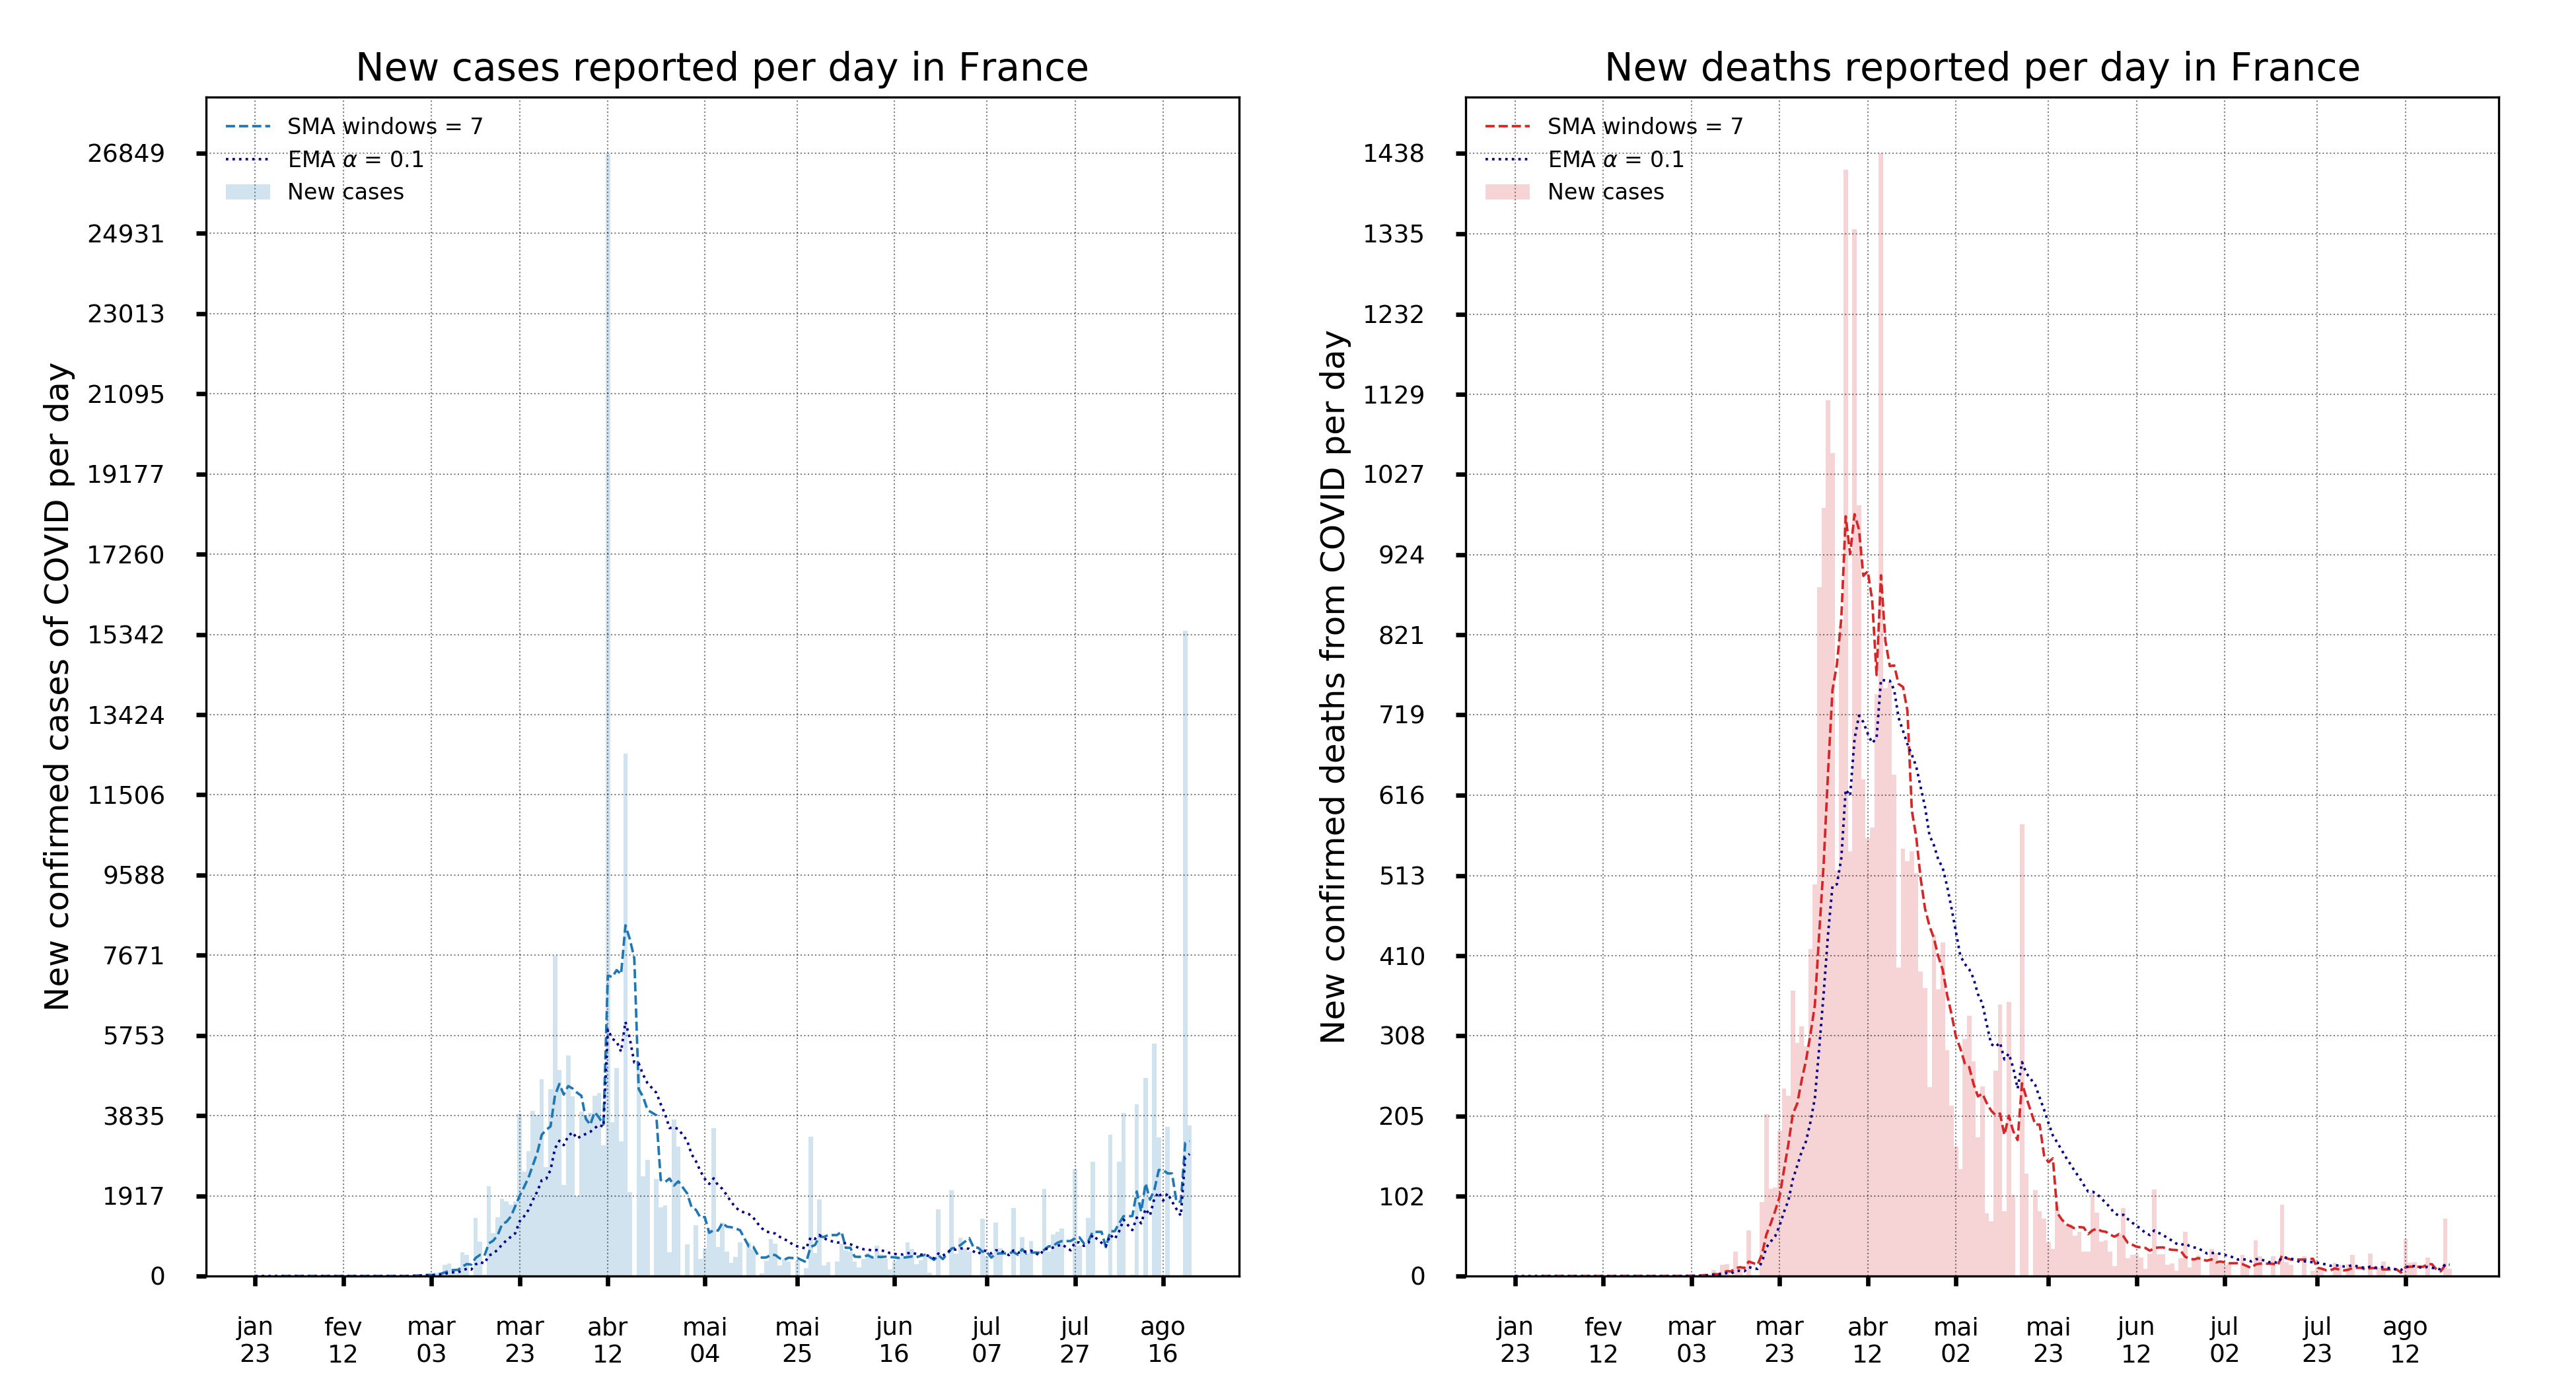 New cases reported per day in France
SMA windows = 7
EMA α = 0.1
New cases
New confirmed cases of COVID per day
26849
24931
23013
21095
19177
17260
15342
13424
11506
9588
7671
5753
3835
1917
0
jan fev mar mar abr mai mai jun jul jul ago
23 12 03 23 12 04 25 16 07 27 16
New deaths reported per day in France
SMA windows = 7
EMA α = 0.1
New cases
New confirmed deaths from COVID per day
1438
1335
1232
1129
1027
924
821
719
616
513
410
308
205
102
0
jan fev mar mar abr mai mai jun jul jul ago
23 12 03 23 12 02 23 12 02 23 12